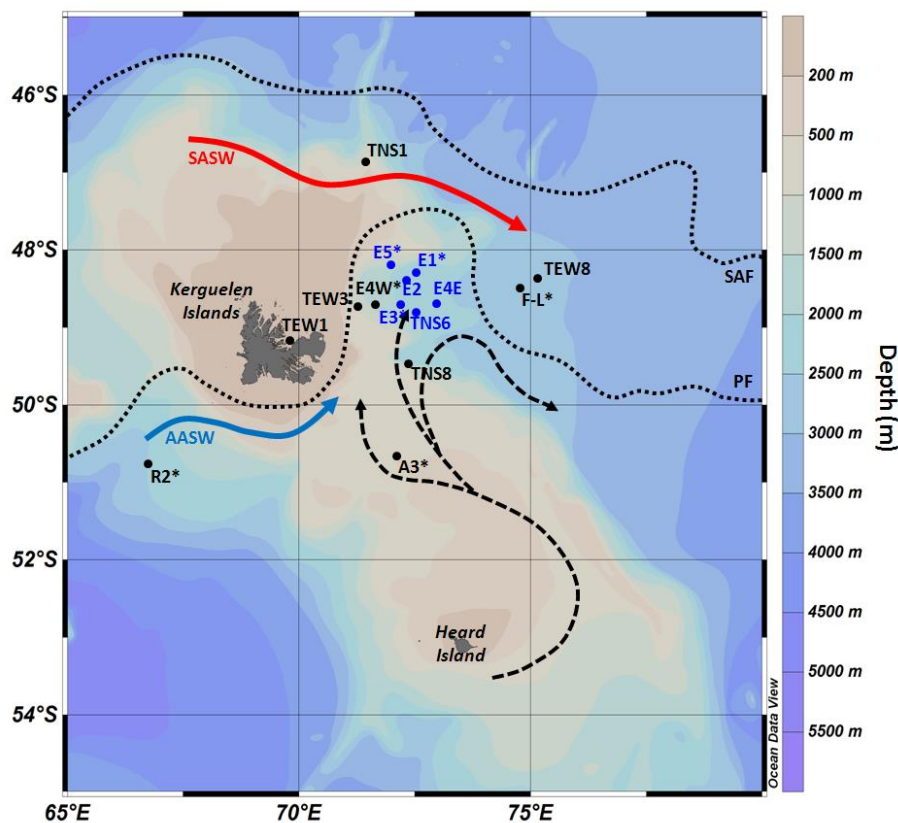 46°S
48°S
50°S
52°S
54°S
65°E
70°E
75°E
SASW
TNS1
SAF
E5*
E1*
E2
E4E
TEW8
F-L*
TEW3
E4W*
E3*
TNS6
Kerguelen
Islands
TEW1
TNS8
PF
AASW
R2*
A3*
Heard
Island
Ocean Data View
200 m
500 m
1000 m
1500 m
2000 m
2500 m
3000 m
3500 m
4000 m
4500 m
5000 m
5500 m
Depth (m)